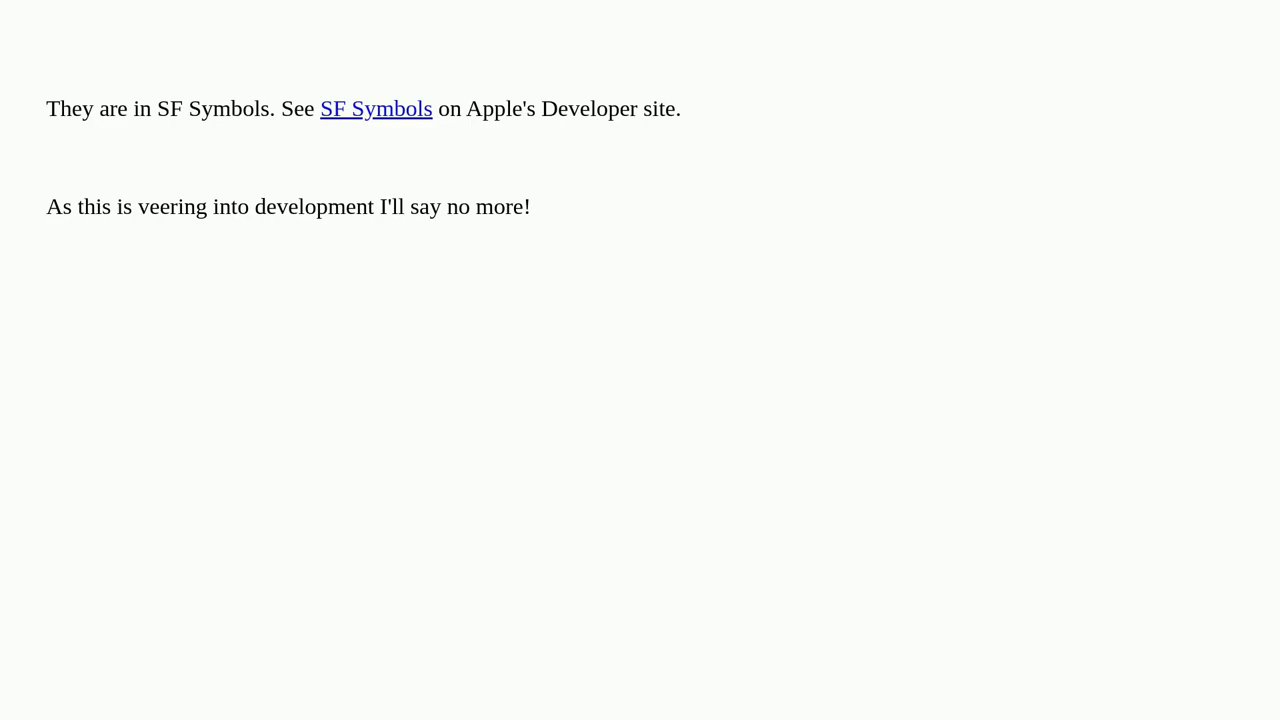 They are in SF Symbols. See SF Symbols on Apple's Developer site.
As this is veering into development I'll say no more!